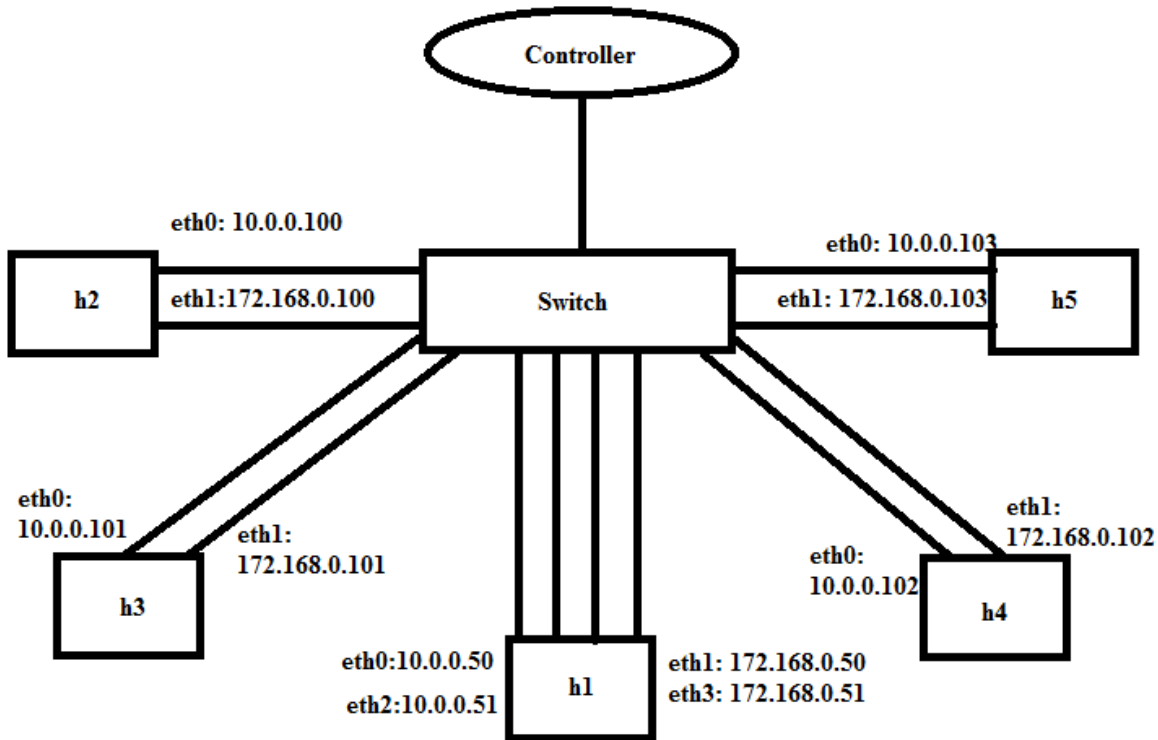 Controller
eth0: 10.0.0.100
eth0: 10.0.0.103
h2
eth1:172.168.0.100
Switch
eth1: 172.168.0.103
h5
eth0:
10.0.0.101
eth1:
172.168.0.101
eth1:
172.168.0.102
eth0:
10.0.0.102
h3
h4
eth0:10.0.0.50
eth2:10.0.0.51
h1
eth1: 172.168.0.50
eth3: 172.168.0.51